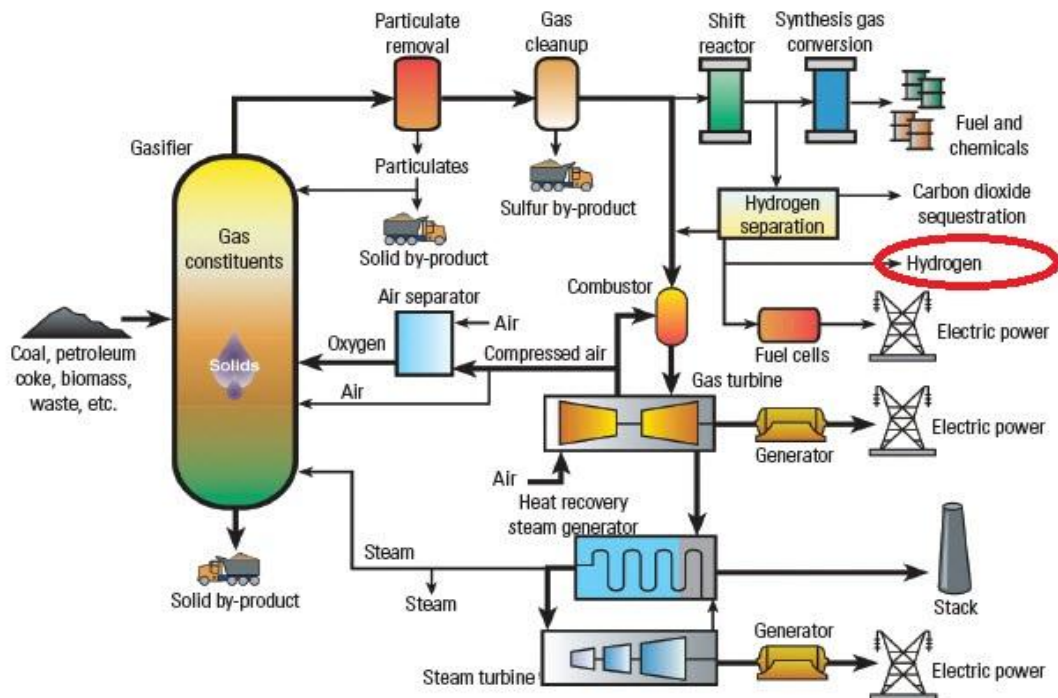 Particulate
removal
Gas
cleanup
Shift
reactor
Synthesis gas
conversion
Gasifier
Particulates
Fuel and
chemicals
Sulfur by-product
Hydrogen
separation
Carbon dioxide
sequestration
Gas
constituents
Solid by-product
Hydrogen
Air separator
Combustor
Air
Coal, petroleum
coke, biomass,
waste, etc.
Solids
Oxygen
Compressed air
Fuel cells
Electric power
Air
Gas turbine
Electric power
Generator
Air
Heat recovery
steam generator
Steam
Solid by-product
Steam
Stack
Generator
Steam turbine
Electric power